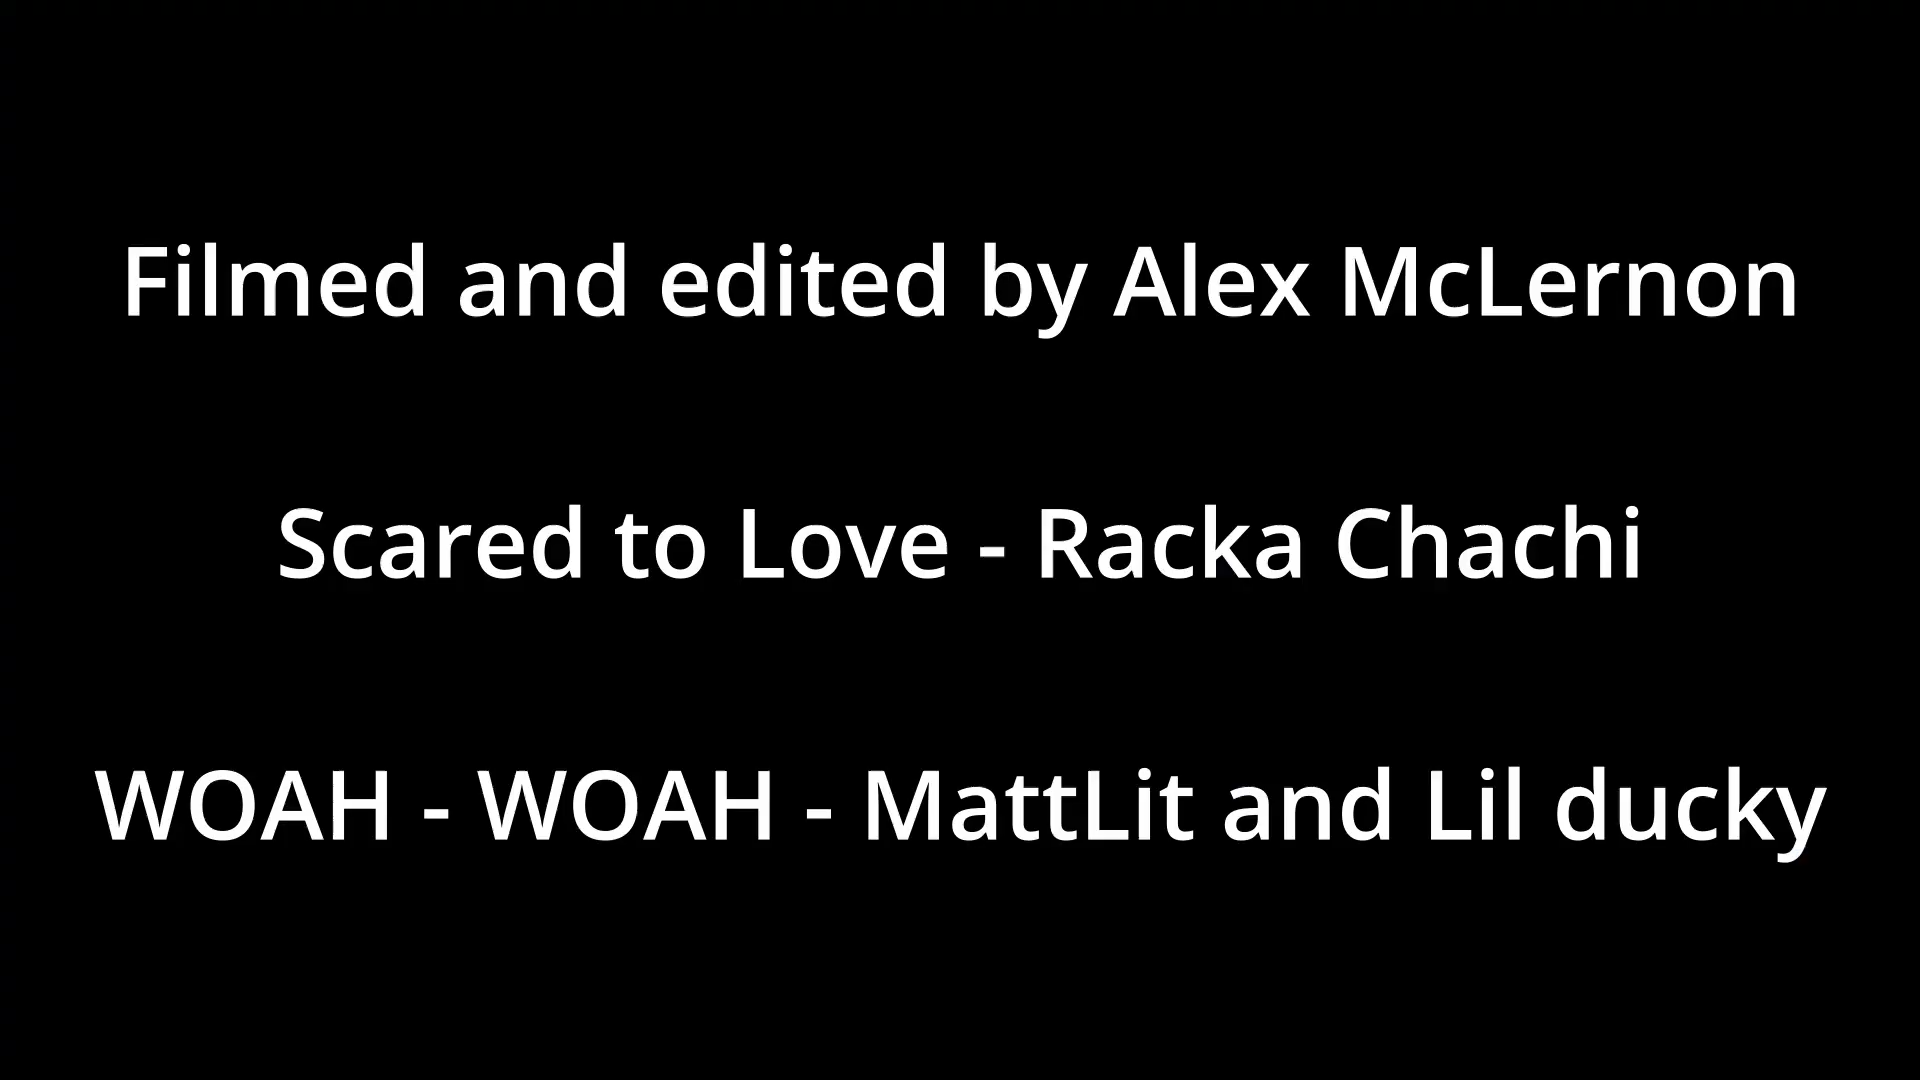 Filmed and edited by Alex McLernon
Scared to Love - Racka Chachi
WOAH - WOAH - MattLit and Lil ducky